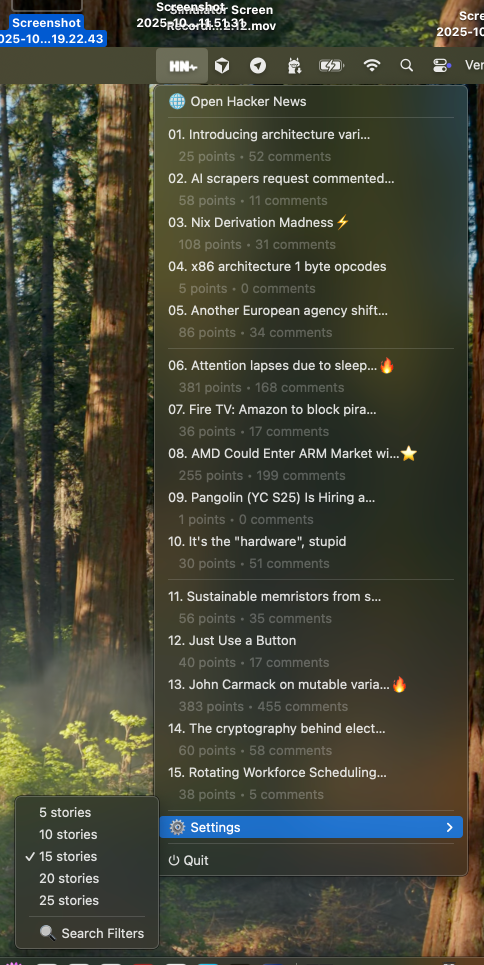 Screenshot
2025-10...19.22.43
Screenshot
2025-10...11.51.31
Simulator Screen
Recordi...2.12.mov
Scre
2025-10
HN
Ver
Open Hacker News
01. Introducing architecture vari...
25 points • 52 comments
02. AI scrapers request commented...
58 points • 11 comments
03. Nix Derivation Madness⚡
108 points • 31 comments
04. x86 architecture 1 byte opcodes
5 points • 0 comments
05. Another European agency shift...
86 points • 34 comments
06. Attention lapses due to sleep...🔥
381 points • 168 comments
07. Fire TV: Amazon to block pira...
36 points • 17 comments
08. AMD Could Enter ARM Market wi...⭐
255 points • 199 comments
09. Pangolin (YC S25) Is Hiring a...
1 points • 0 comments
10. It's the "hardware", stupid
30 points • 51 comments
11. Sustainable memristors from s...
56 points • 35 comments
12. Just Use a Button
40 points • 17 comments
13. John Carmack on mutable varia...🔥
383 points • 455 comments
14. The cryptography behind elect...
60 points • 58 comments
15. Rotating Workforce Scheduling...
38 points • 5 comments
Settings
Quit
5 stories
10 stories
✓ 15 stories
20 stories
25 stories
Search Filters